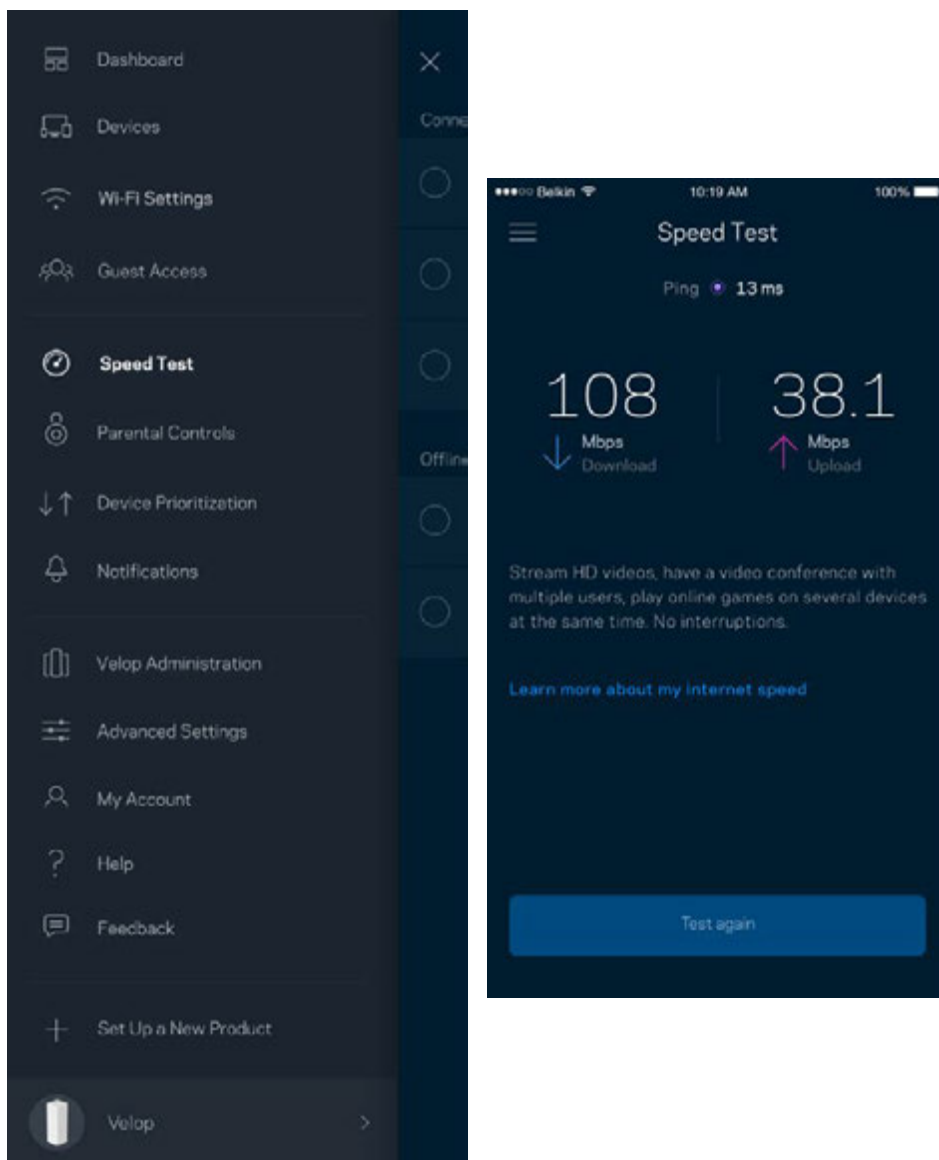 Dashboard
Devices
Wi-Fi Settings
Guest Access
Speed Test
Parental Controls
Device Prioritization
Notifications
Velop Administration
Advanced Settings
My Account
? Help
Feedback
Set Up a New Product
Velop
Conne
Offline
Belkin 10:19 AM 100%
Speed Test
Ping 13 ms
108 38.1
Mbps Mbps
Download Upload
Stream HD videos, have a video conference with
multiple users, play online games on several devices
at the same time. No interruptions.
Learn more about my internet speed
Test again